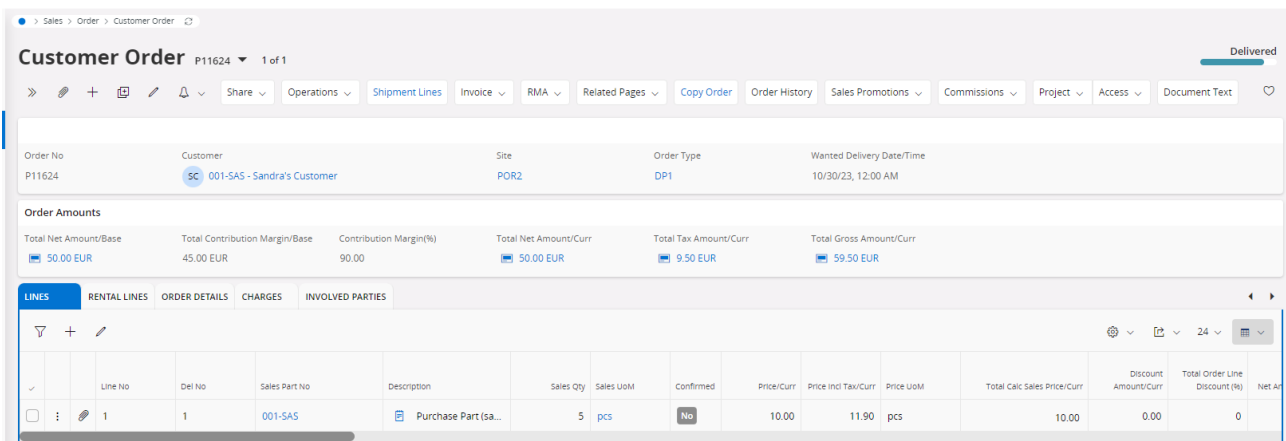 > Sales > Order > Customer Order
Customer Order P11624 1 of 1
Delivered
Share Operations Shipment Lines Invoice RMA Related Pages Copy Order Order History Sales Promotions Commissions Project Access Document Text
Order No Customer Site Order Type Wanted Delivery Date/Time
P11624 SC 001-SAS - Sandra's Customer POR2 DP1 10/30/23, 12:00 AM
Order Amounts
Total Net Amount/Base Total Contribution Margin/Base Contribution Margin(%) Total Net Amount/Curr Total Tax Amount/Curr Total Gross Amount/Curr
50.00 EUR 45.00 EUR 90.00 50.00 EUR 9.50 EUR 59.50 EUR
LINES RENTAL LINES ORDER DETAILS CHARGES INVOLVED PARTIES
24
Line No Del No Sales Part No Description Sales Qty Sales UoM Confirmed Price/Curr Price Incl Tax/Curr Price UoM Total Calc Sales Price/Curr Discount Amount/Curr Total Order Line Discount (%) Net Am
1 1 001-SAS Purchase Part (sa... 5 pcs No 10.00 11.90 pcs 10.00 0.00 0